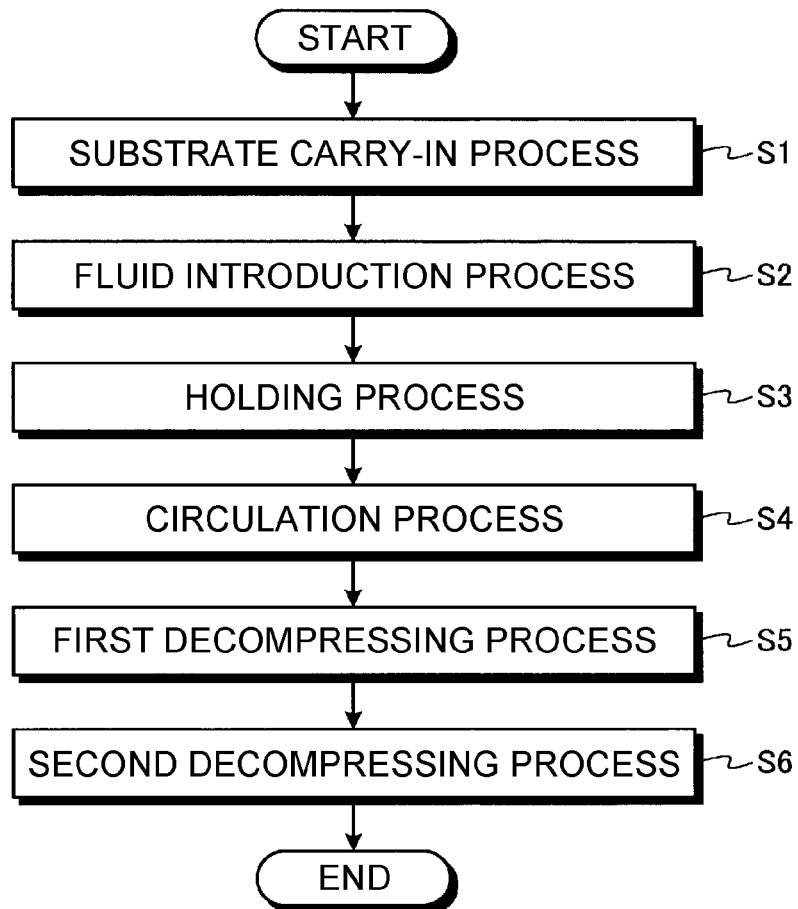 START
SUBSTRATE CARRY-IN PROCESS S1
FLUID INTRODUCTION PROCESS S2
HOLDING PROCESS S3
CIRCULATION PROCESS S4
FIRST DECOMPRESSING PROCESS S5
SECOND DECOMPRESSING PROCESS S6
END